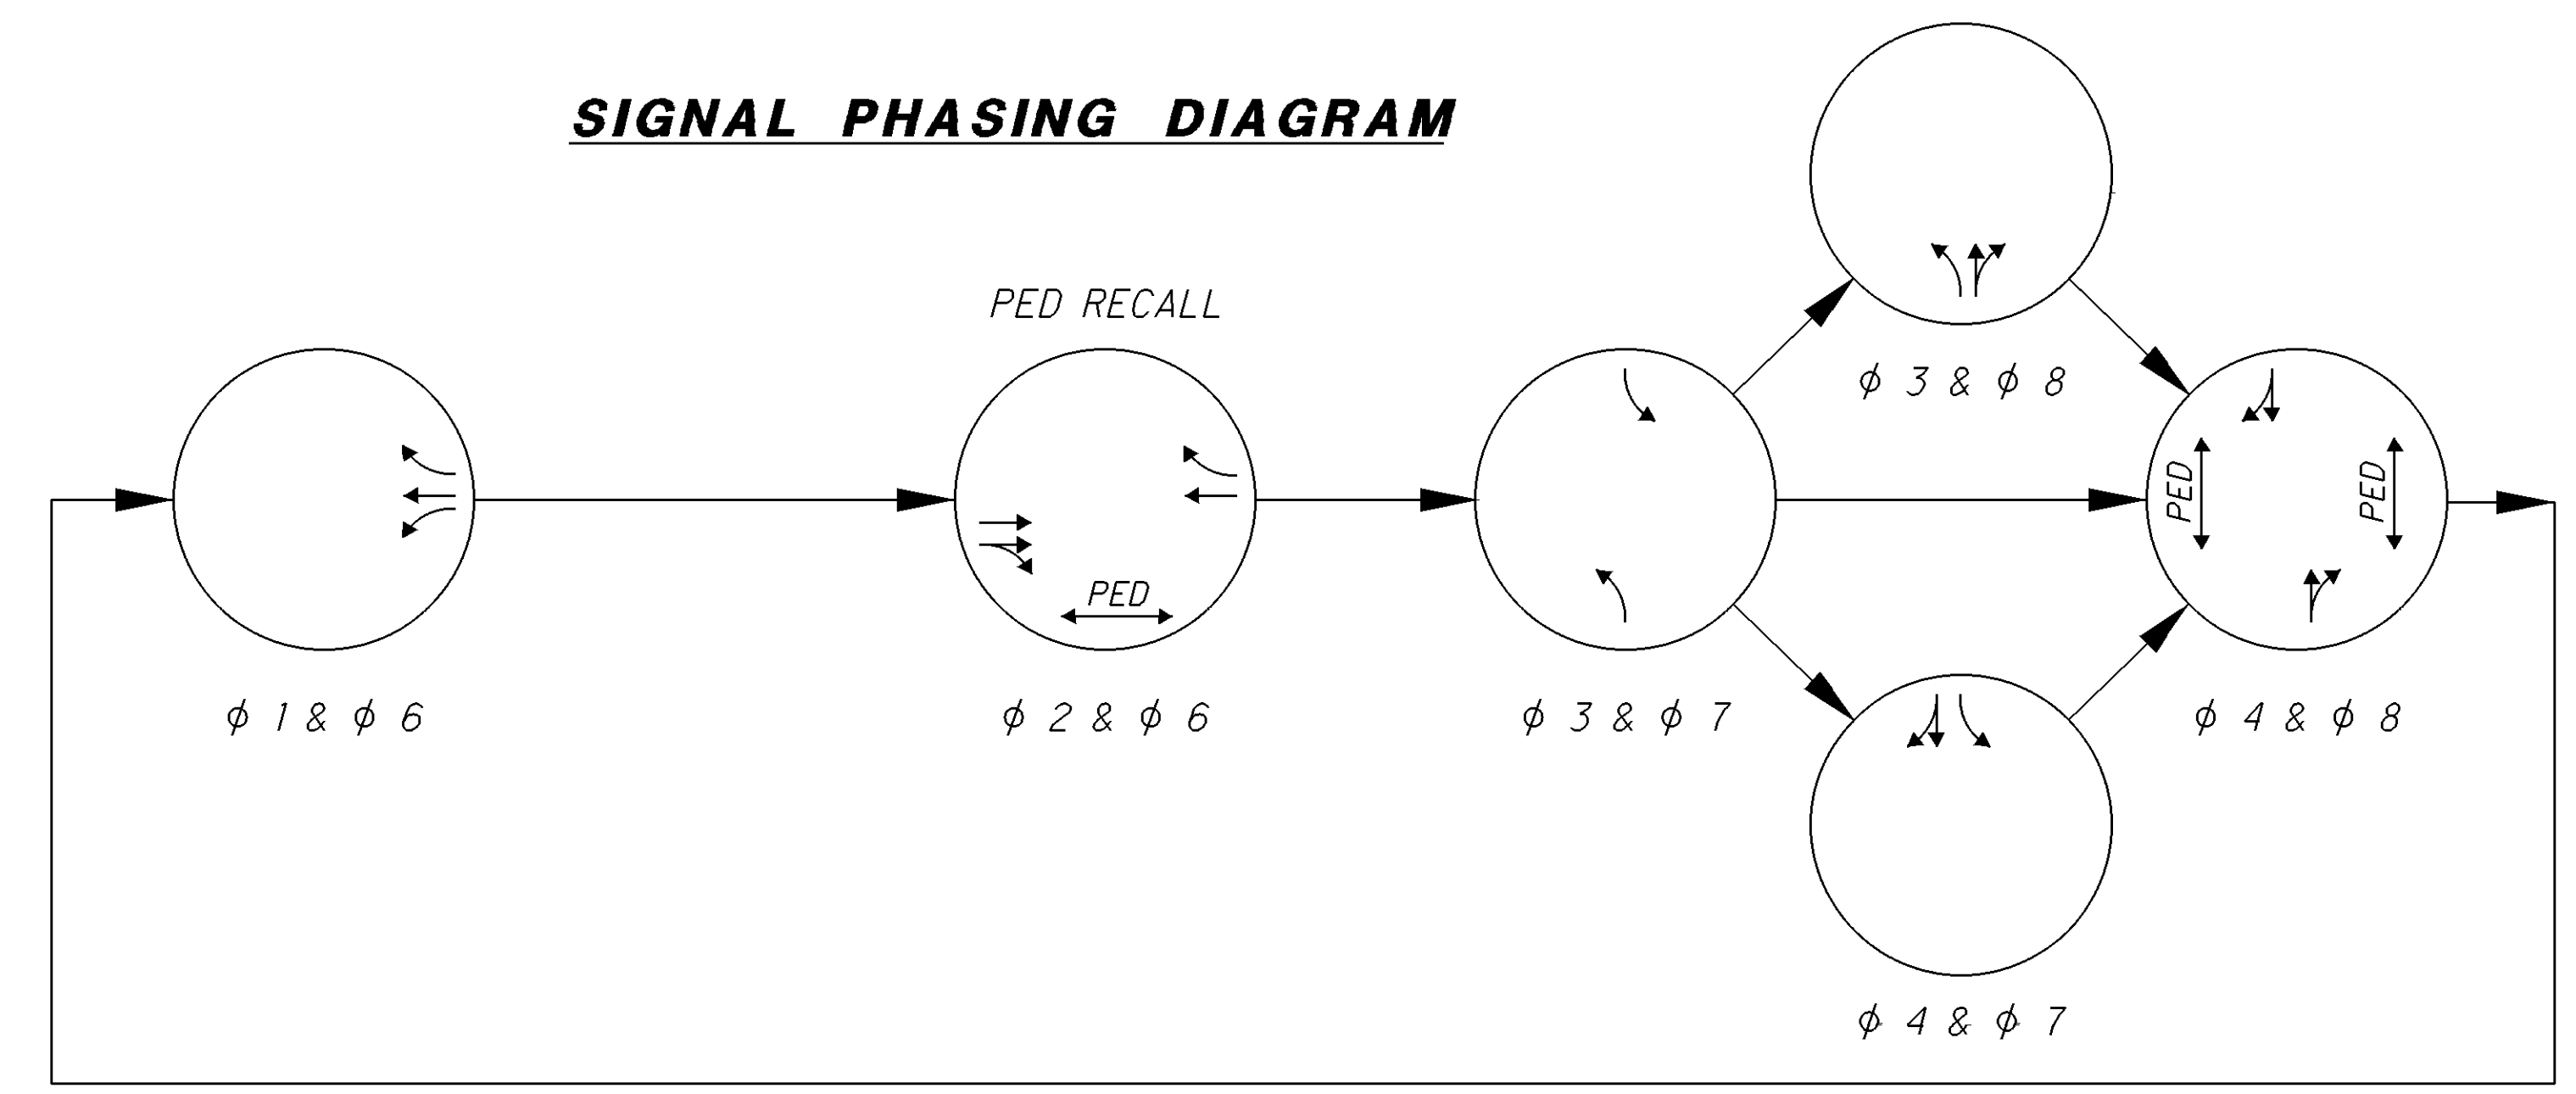 SIGNAL PHASING DIAGRAM
PED RECALL
ϕ 3 & ϕ 8
PED
PED
PED
ϕ 1 & ϕ 6
ϕ 2 & ϕ 6
ϕ 3 & ϕ 7
ϕ 4 & ϕ 8
ϕ 4 & ϕ 7